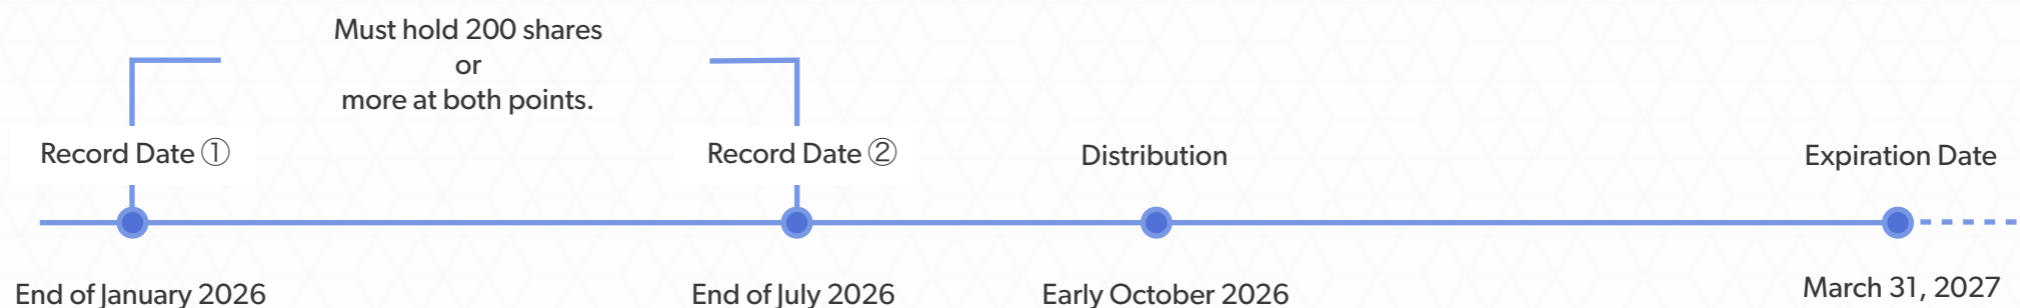 Must hold 200 shares
or
more at both points.
Record Date ①
Record Date ②
Distribution
Expiration Date
End of January 2026
End of July 2026
Early October 2026
March 31, 2027